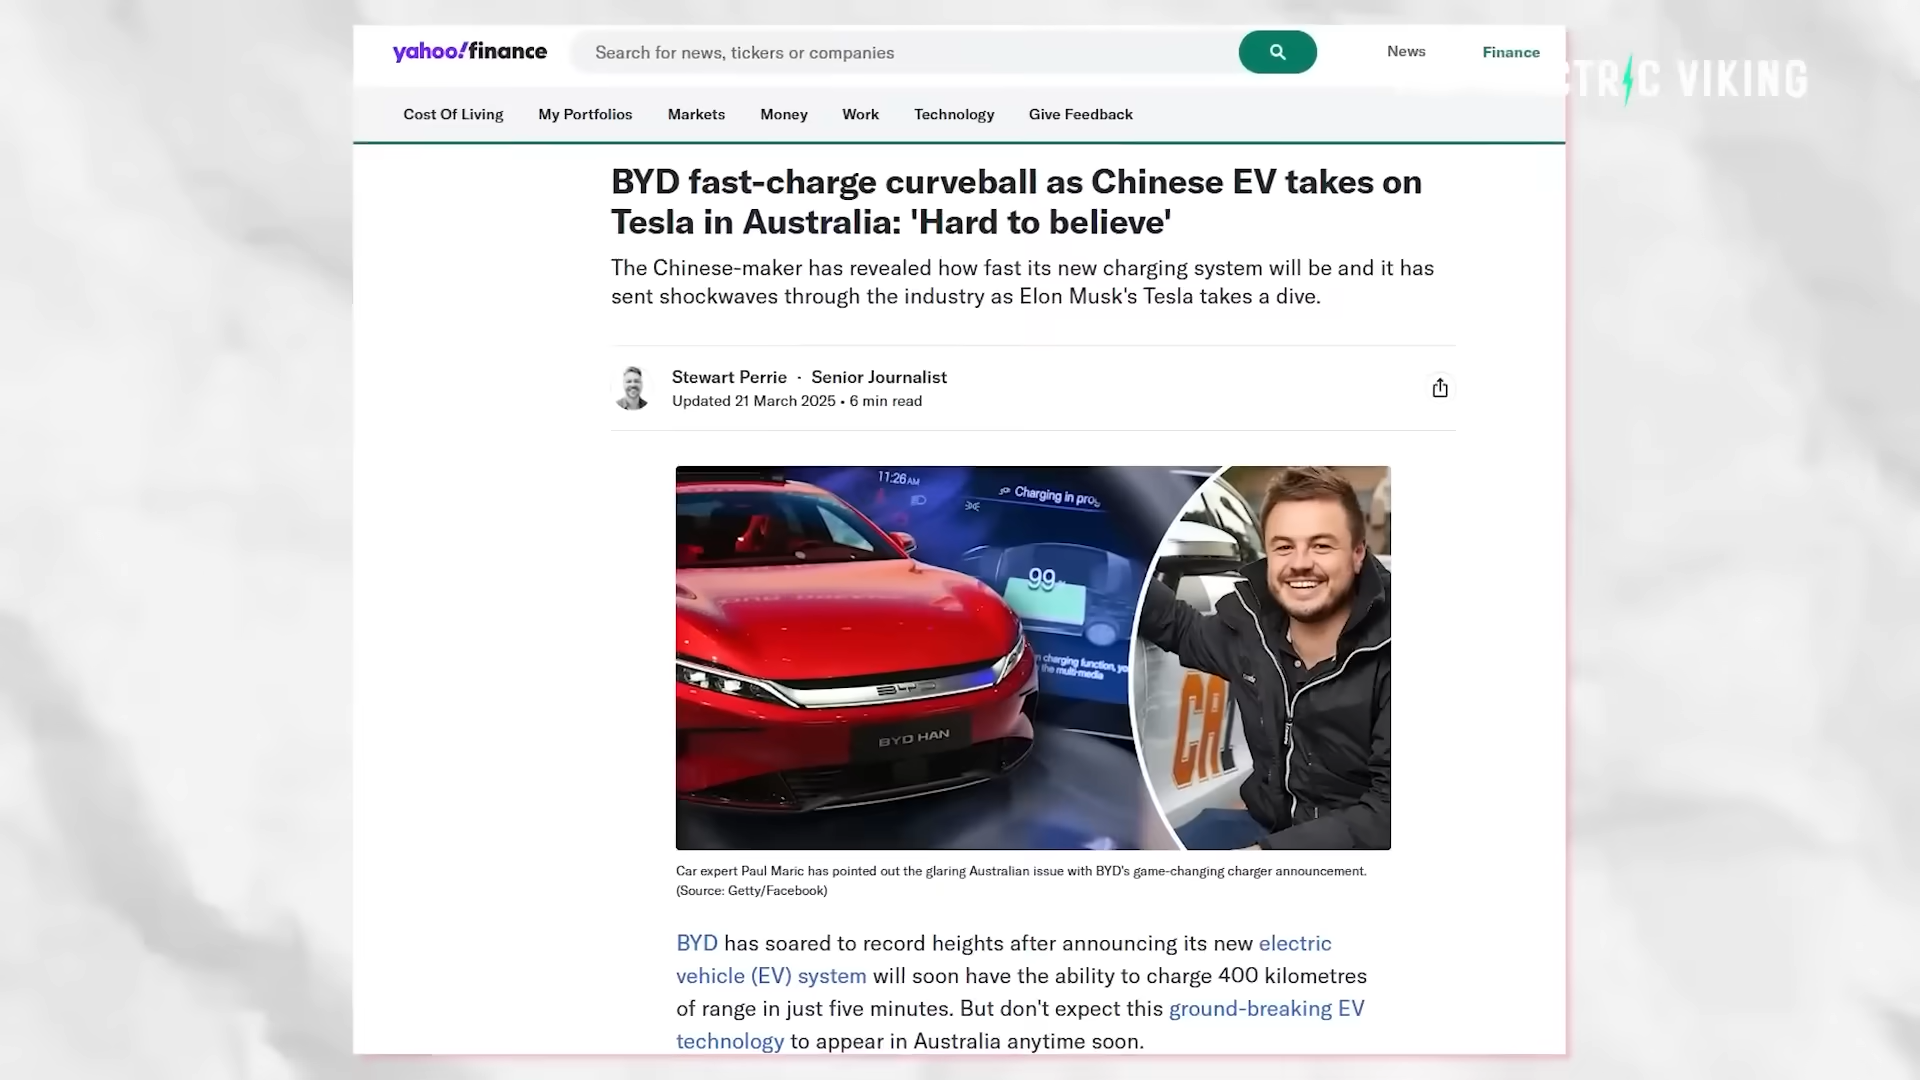 yahoo!finance
Search for news, tickers or companies
News
Finance
CTRIC VIKING
Cost Of Living
My Portfolios
Markets
Money
Work
Technology
Give Feedback
BYD fast-charge curveball as Chinese EV takes on
Tesla in Australia: 'Hard to believe'
The Chinese-maker has revealed how fast its new charging system will be and it has
sent shockwaves through the industry as Elon Musk's Tesla takes a dive.
Stewart Perrie · Senior Journalist
Updated 21 March 2025 • 6 min read
11:26 AM
Charging in prog
99
charging function, yo
the multi-media
BYD
BYD HAN
Car expert Paul Maric has pointed out the glaring Australian issue with BYD's game-changing charger announcement.
(Source: Getty/Facebook)
BYD has soared to record heights after announcing its new electric
vehicle (EV) system will soon have the ability to charge 400 kilometres
of range in just five minutes. But don't expect this ground-breaking EV
technology to appear in Australia anytime soon.